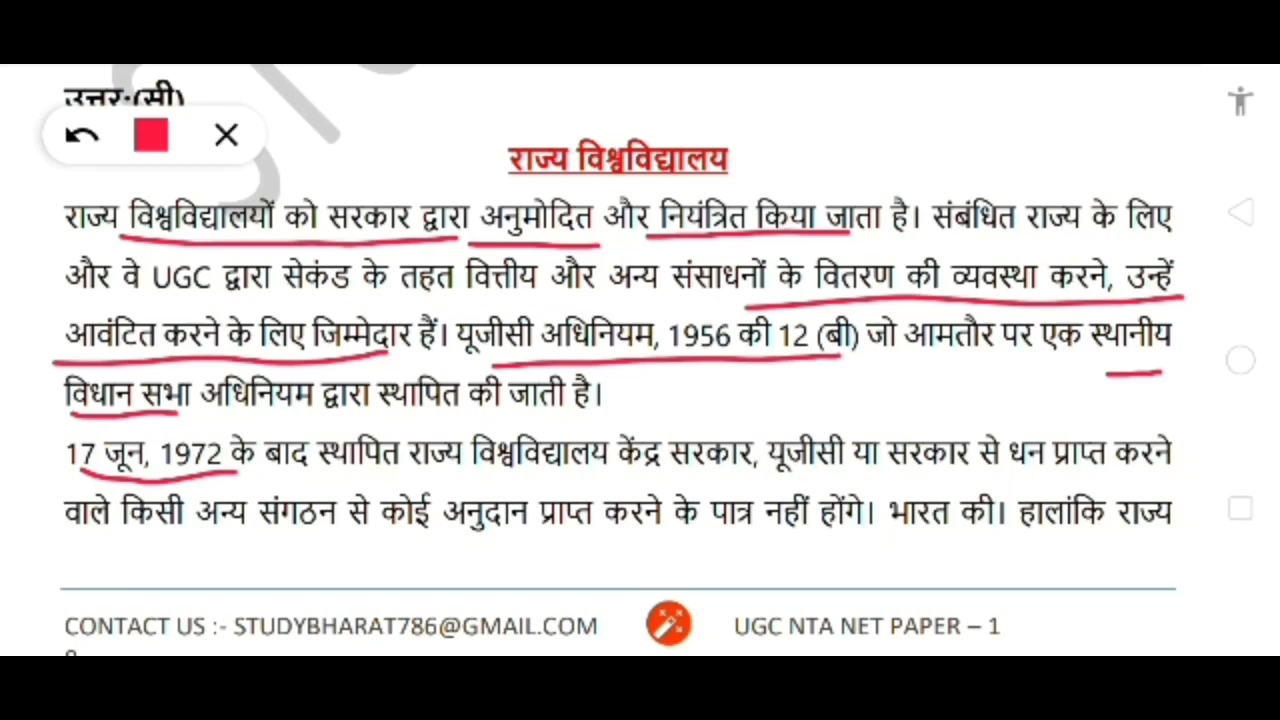 उत्तर:(सी)
राज्य विश्वविद्यालय
राज्य विश्वविद्यालयों को सरकार द्वारा अनुमोदित और नियंत्रित किया जाता है। संबंधित राज्य के लिए
और वे UGC द्वारा सेकंड के तहत वित्तीय और अन्य संसाधनों के वितरण की व्यवस्था करने, उन्हें
आवंटित करने के लिए जिम्मेदार हैं। यूजीसी अधिनियम, 1956 की 12 (बी) जो आमतौर पर एक स्थानीय
विधान सभा अधिनियम द्वारा स्थापित की जाती है।
17 जून, 1972 के बाद स्थापित राज्य विश्वविद्यालय केंद्र सरकार, यूजीसी या सरकार से धन प्राप्त करने
वाले किसी अन्य संगठन से कोई अनुदान प्राप्त करने के पात्र नहीं होंगे। भारत की। हालांकि राज्य
CONTACT US :- STUDYBHARAT786@GMAIL.COM UGC NTA NET PAPER – 1